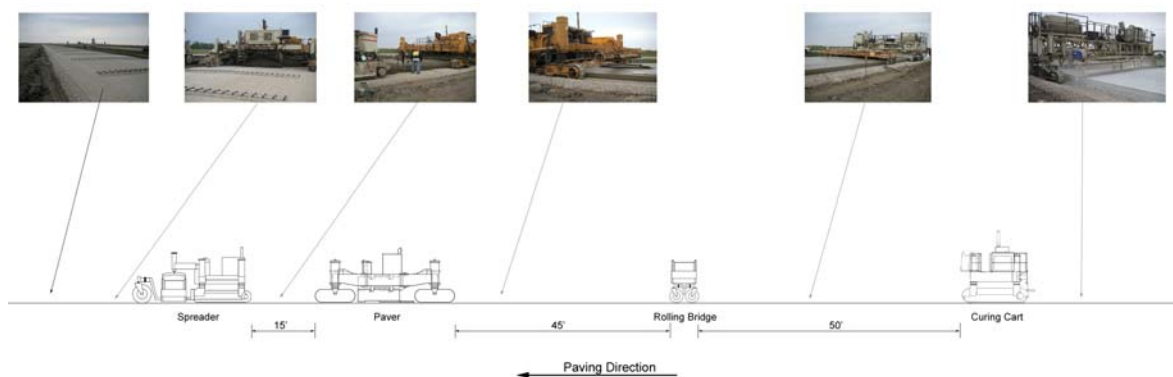 Spreader
Paver
Rolling Bridge
Curing Cart
15'
45'
50'
Paving Direction